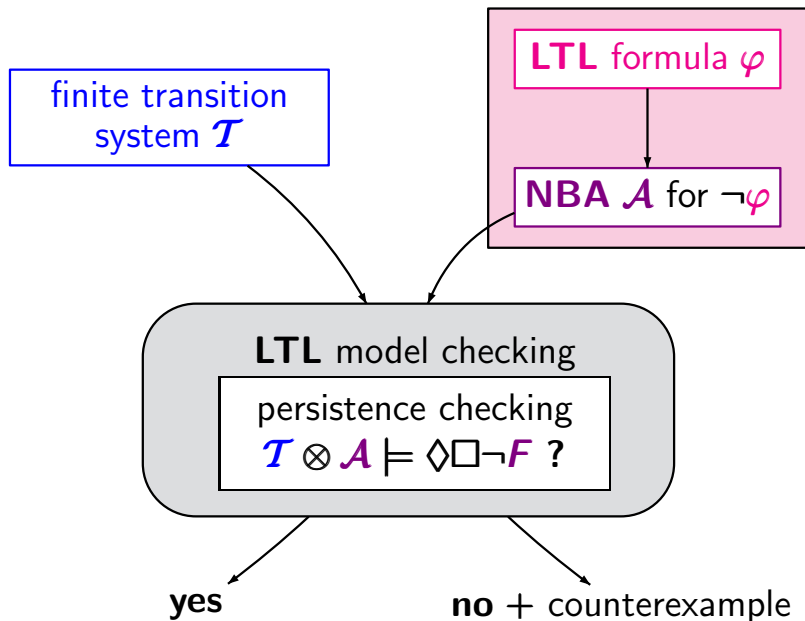 finite transition
system 𝒯
LTL formula φ
NBA 𝒜 for ¬φ
LTL model checking
persistence checking
𝒯 ⊗ 𝒜 ⊨ ◊□¬F ?
yes
no + counterexample